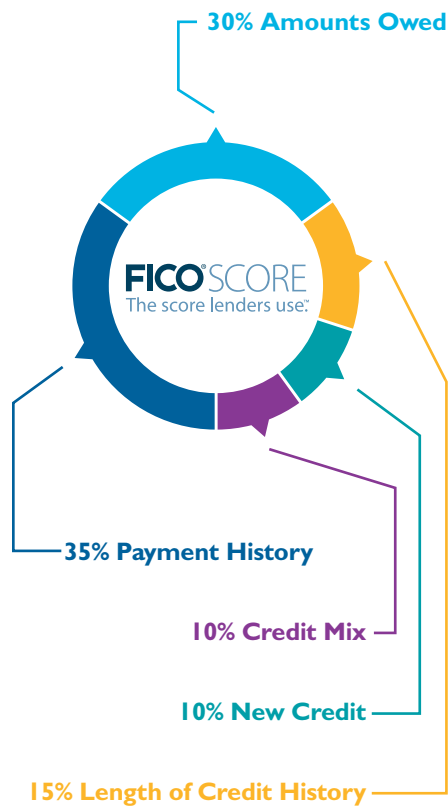 30% Amounts Owed
FICO® SCORE
The score lenders use.™
35% Payment History
10% Credit Mix
10% New Credit
15% Length of Credit History